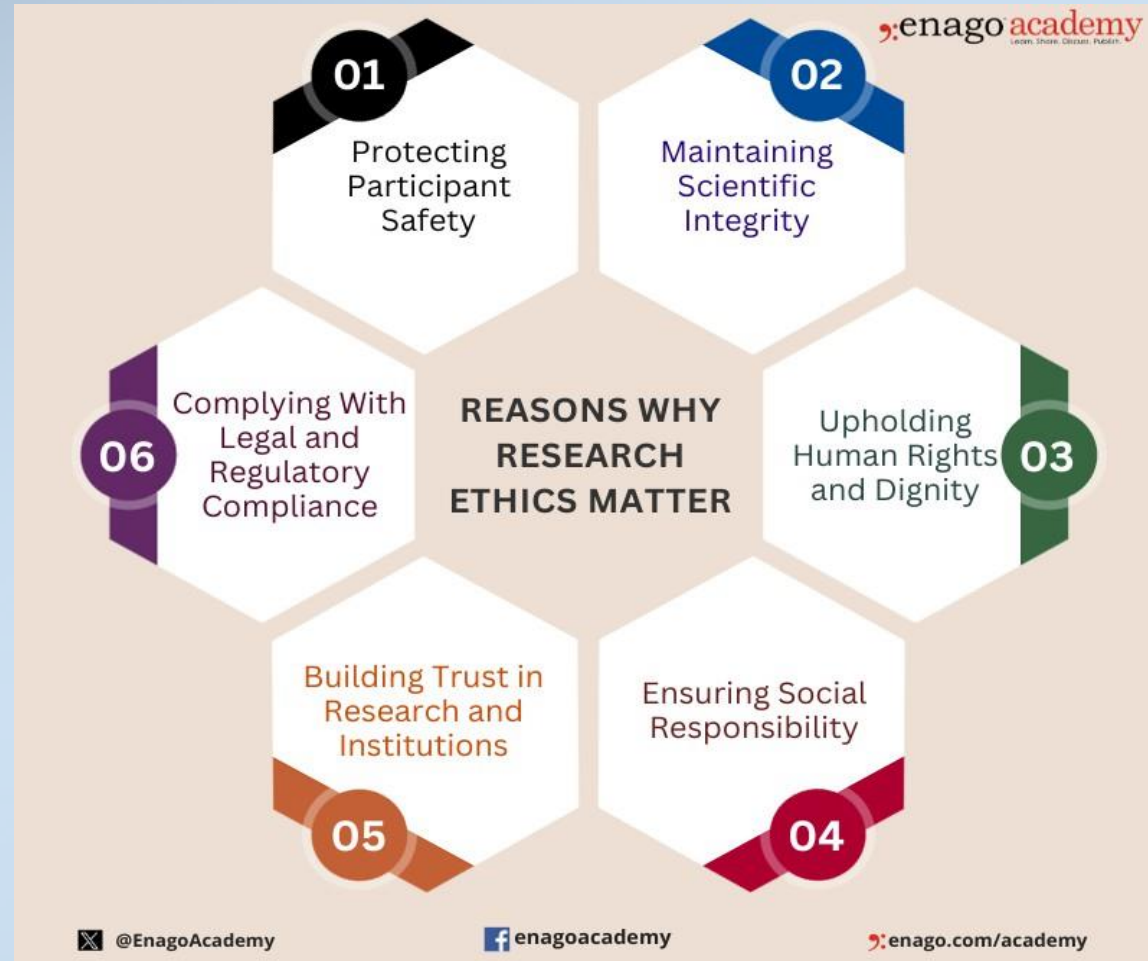 enago academy
Learn. Share. Discuss. Publish.
01
Protecting
Participant
Safety
02
Maintaining
Scientific
Integrity
03
Upholding
Human Rights
and Dignity
04
Ensuring Social
Responsibility
05
Building Trust in
Research and
Institutions
06
Complying With
Legal and
Regulatory
Compliance
REASONS WHY
RESEARCH
ETHICS MATTER
@EnagoAcademy
enagoacademy
enago.com/academy